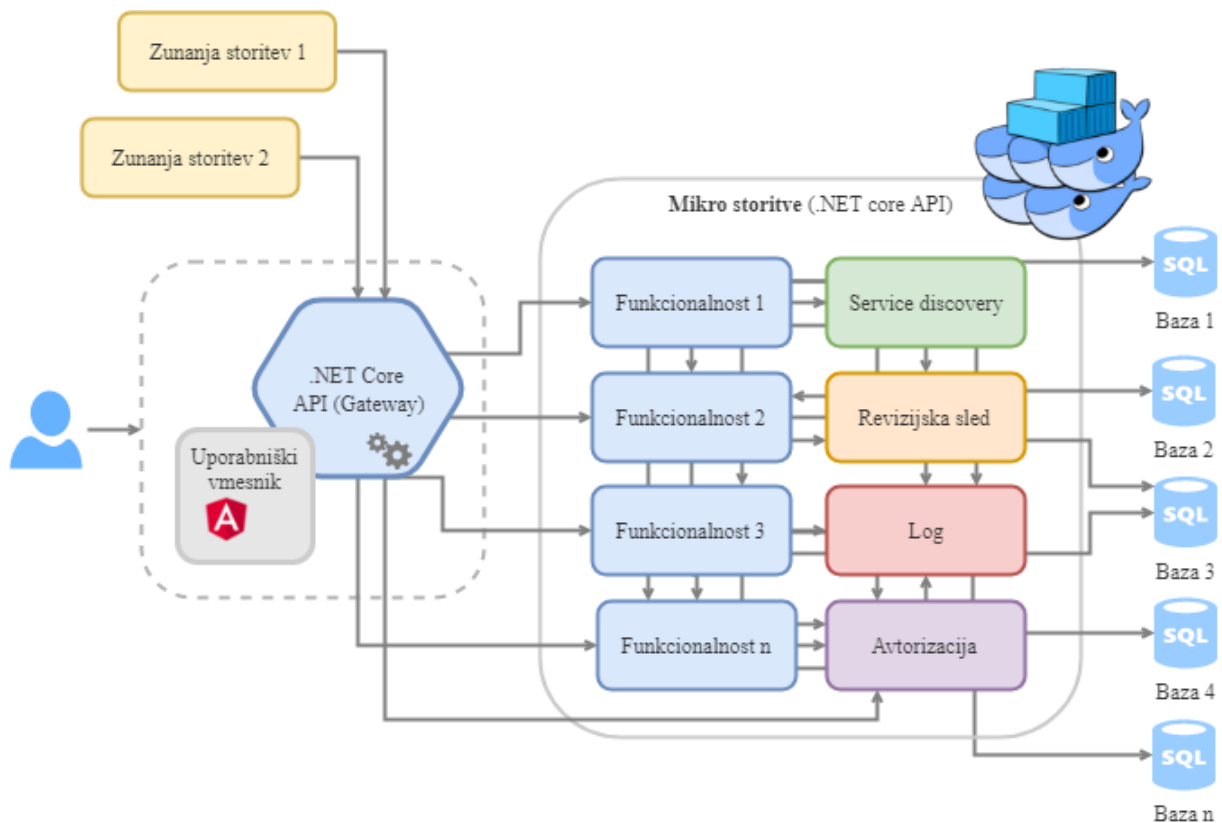 Zunanja storitev 1
Zunanja storitev 2
Mikro storitve (.NET core API)
.NET Core
API (Gateway)
Uporabniški
vmesnik
A
Funkcionalnost 1
Service discovery
Funkcionalnost 2
Revizijska sled
Funkcionalnost 3
Log
Funkcionalnost n
Avtorizacija
SQL
Baza 1
SQL
Baza 2
SQL
Baza 3
SQL
Baza 4
SQL
Baza n